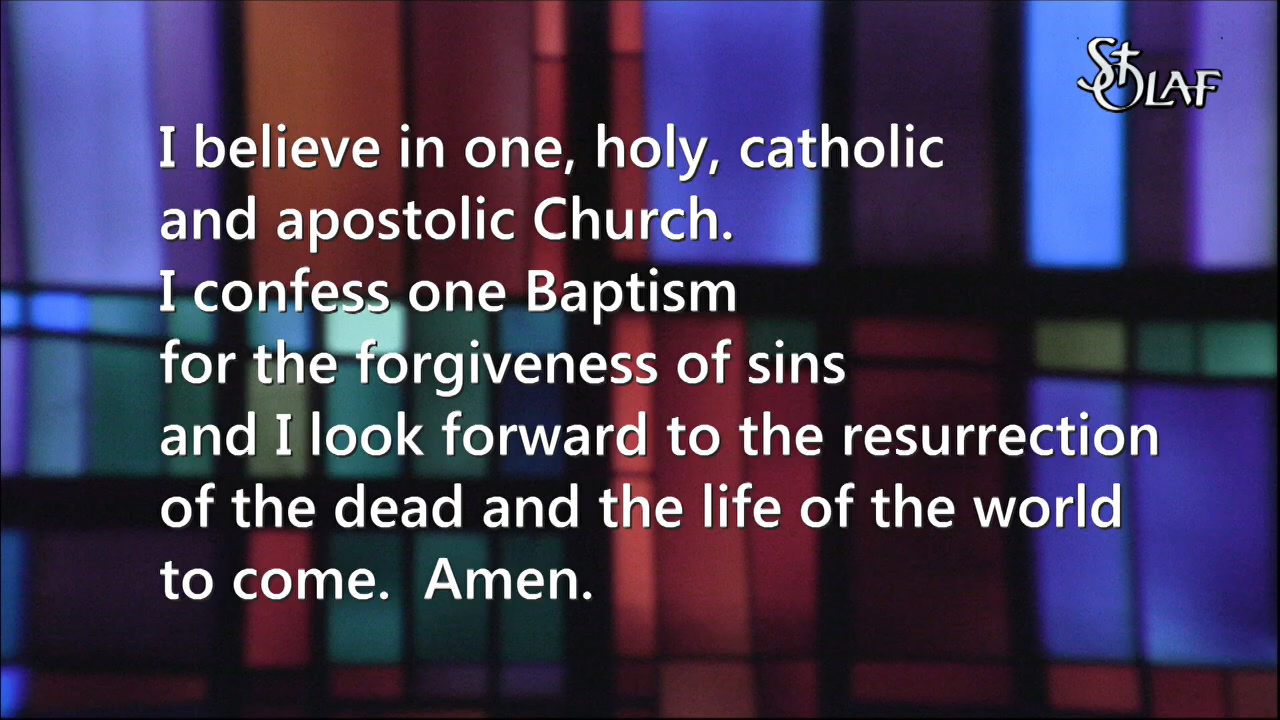 St OLAF
I believe in one, holy, catholic
and apostolic Church.
I confess one Baptism
for the forgiveness of sins
and I look forward to the resurrection
of the dead and the life of the world
to come.  Amen.